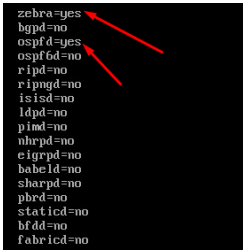 zebra=yes
bgpd=no
ospfd=yes
ospf6d=no
ripd=no
ripngd=no
isisd=no
ldpd=no
pimd=no
nhrpd=no
eigrpd=no
babeld=no
sharpd=no
pbrd=no
staticd=no
bfdd=no
fabricd=no